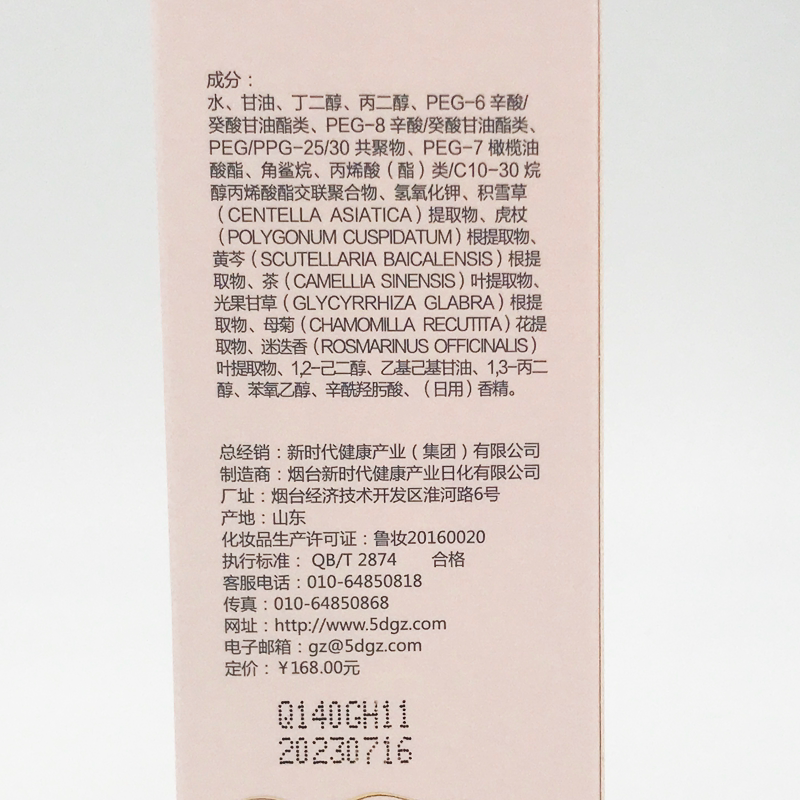 成分：
水、甘油、丁二醇、丙二醇、PEG-6 辛酸/
癸酸甘油酯类、PEG-8 辛酸/癸酸甘油酯类、
PEG/PPG-25/30 共聚物、PEG-7 橄榄油
酸酯、角鲨烷、丙烯酸（酯）类/C10-30 烷
醇丙烯酸酯交联聚合物、氢氧化钾、积雪草
（CENTELLA ASIATICA）提取物、虎杖
（POLYGONUM CUSPIDATUM）根提取物、
黄芩（SCUTELLARIA BAICALENSIS）根提
取物、茶（CAMELLIA SINENSIS）叶提取物、
光果甘草（GLYCYRRHIZA GLABRA）根提
取物、母菊（CHAMOMILLA RECUTITA）花提
取物、迷迭香（ROSMARINUS OFFICINALIS）
叶提取物、1,2-己二醇、乙基己基甘油、1,3-丙二
醇、苯氧乙醇、辛酰羟肟酸、（日用）香精。
总经销：新时代健康产业（集团）有限公司
制造商：烟台新时代健康产业日化有限公司
厂址：烟台经济技术开发区淮河路6号
产地：山东
化妆品生产许可证：鲁妆20160020
执行标准： QB/T 2874 合格
客服电话：010-64850818
传真：010-64850868
网址：http://www.5dgz.com
电子邮箱：gz@5dgz.com
定价：￥168.00元
Q140GH11
20230716